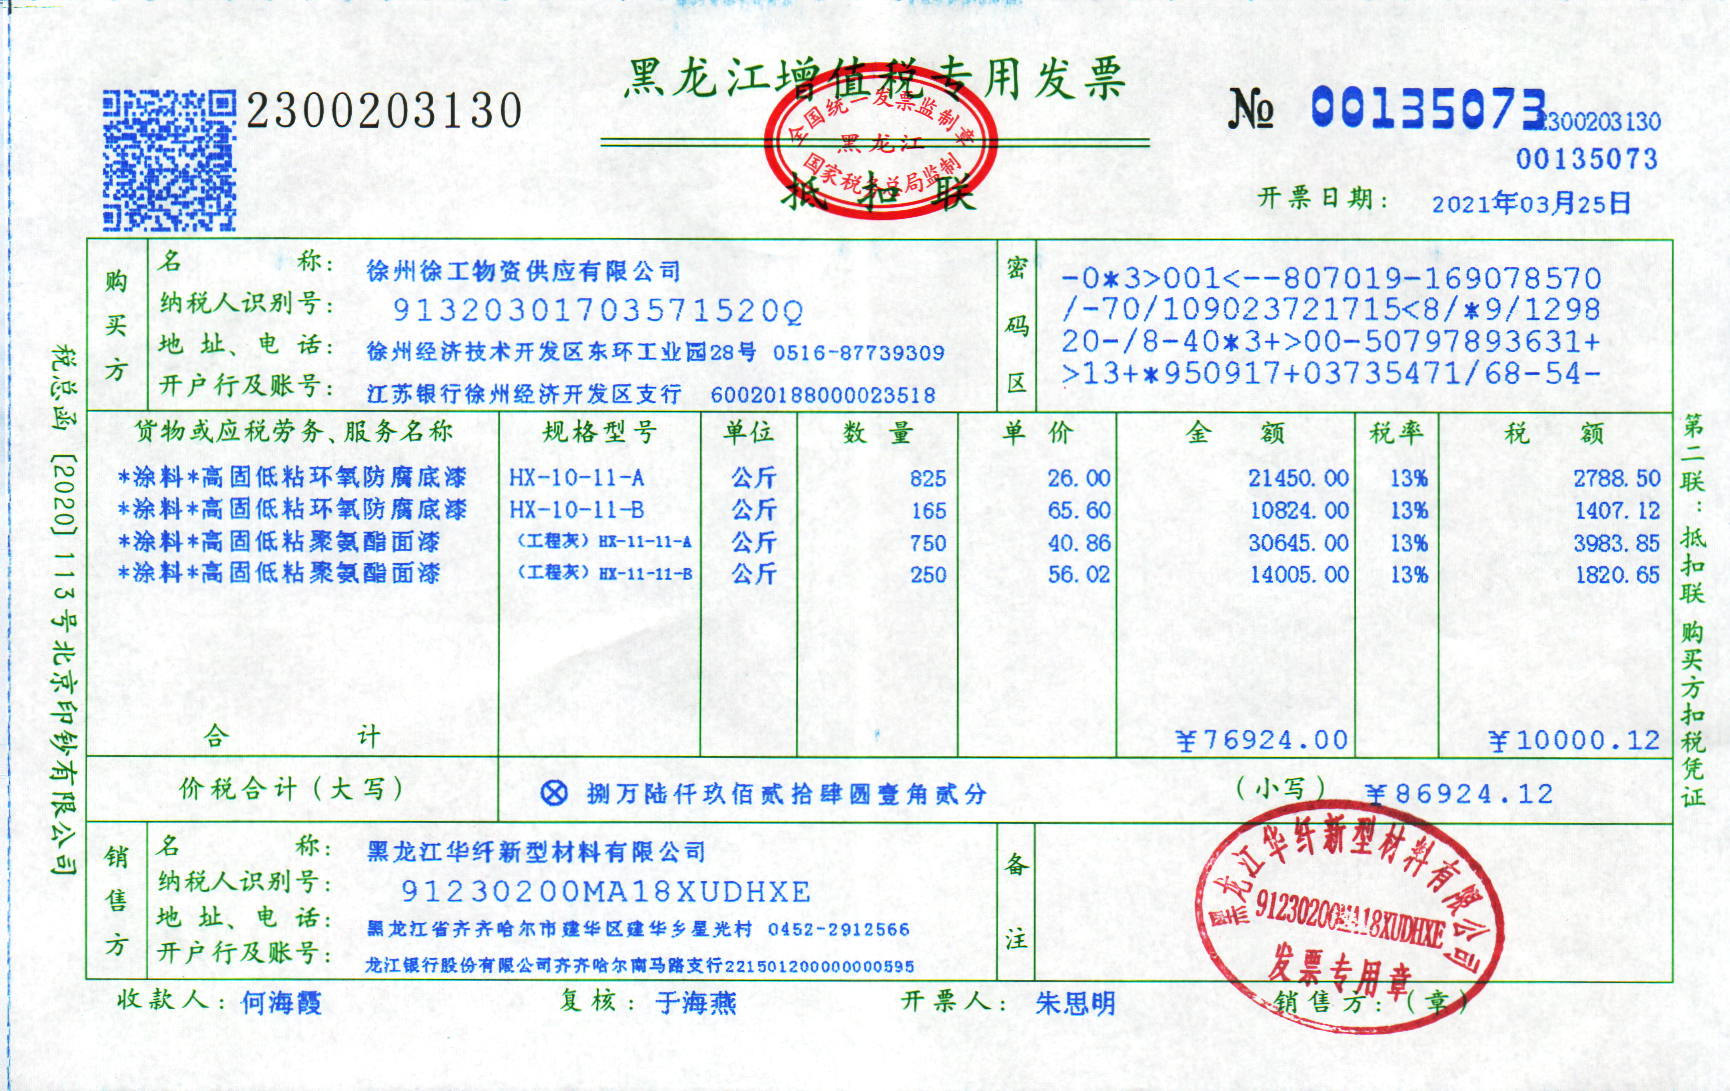 黑龙江增值税专用发票
2300203130
№ 00135073
2300203130
00135073
全国统一发票监制章
黑龙江
国家税务总局监制
抵扣联
开票日期: 2021年03月25日
购买方
名称: 徐州徐工物资供应有限公司
纳税人识别号: 91320301703571520Q
地址、电话: 徐州经济技术开发区东环工业园28号 0516-87739309
开户行及账号: 江苏银行徐州经济开发区支行 60020188000023518
密码区
-0*3>001<--807019-169078570
/-70/109023721715<8/*9/1298
20-/8-40*3+>00-50797893631+
>13+*950917+03735471/68-54-
货物或应税劳务、服务名称 规格型号 单位 数量 单价 金额 税率 税额
*涂料*高固低粘环氧防腐底漆 HX-10-11-A 公斤 825 26.00 21450.00 13% 2788.50
*涂料*高固低粘环氧防腐底漆 HX-10-11-B 公斤 165 65.60 10824.00 13% 1407.12
*涂料*高固低粘聚氨酯面漆 (工程灰) HX-11-11-A 公斤 750 40.86 30645.00 13% 3983.85
*涂料*高固低粘聚氨酯面漆 (工程灰) HX-11-11-B 公斤 250 56.02 14005.00 13% 1820.65
合计 ¥76924.00 ¥10000.12
价税合计(大写) ⊗ 捌万陆仟玖佰贰拾肆圆壹角贰分 (小写) ¥86924.12
销售方
名称: 黑龙江华纤新型材料有限公司
纳税人识别号: 91230200MA18XUDHXE
地址、电话: 黑龙江省齐齐哈尔市建华区建华乡星光村 0452-2912566
开户行及账号: 龙江银行股份有限公司齐齐哈尔南马路支行221501200000000595
备注
黑龙江华纤新型材料有限公司
91230200MA18XUDHXE
发票专用章
收款人: 何海霞 复核: 于海燕 开票人: 朱思明 销售方:(章)
税总函[2020]113号北京印钞有限公司
第二联:抵扣联 购买方扣税凭证